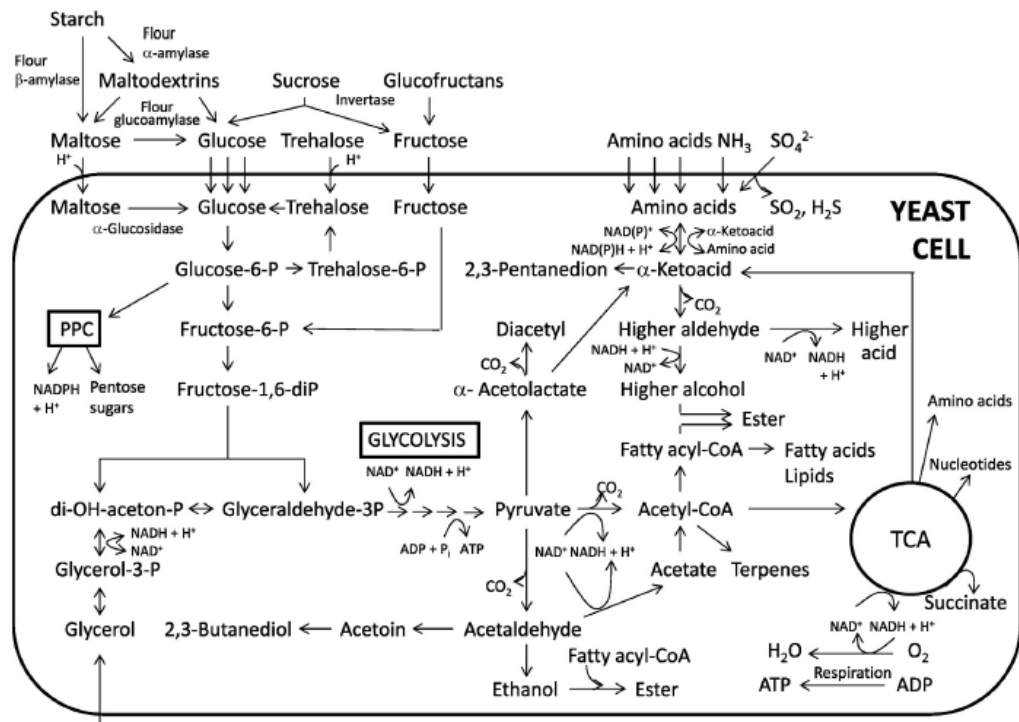 Starch
Flour
α-amylase
Flour
β-amylase
Maltodextrins
Sucrose
Glucofructans
Flour
glucoamylase
Invertase
Maltose
Glucose
Trehalose
Fructose
Amino acids NH₃
SO₄²⁻
H⁺
H⁺
Maltose
Glucose
Trehalose
Fructose
Amino acids
SO₂, H₂S
YEAST
CELL
α-Glucosidase
NAD(P)⁺
α-Ketoacid
NAD(P)H + H⁺
Amino acid
Glucose-6-P
Trehalose-6-P
2,3-Pentanedion
α-Ketoacid
CO₂
PPC
Fructose-6-P
Diacetyl
Higher aldehyde
Higher
acid
NADH + H⁺
NAD⁺
NAD⁺
NADH
+ H⁺
CO₂
NADPH
+ H⁺
Pentose
sugars
Fructose-1,6-diP
α- Acetolactate
Higher alcohol
Amino acids
Ester
GLYCOLYSIS
Fatty acyl-CoA
Fatty acids
Lipids
Nucleotides
NAD⁺ NADH + H⁺
CO₂
di-OH-aceton-P
Glyceraldehyde-3P
Pyruvate
Acetyl-CoA
TCA
NADH + H⁺
NAD⁺
ADP + Pᵢ ATP
NAD⁺ NADH + H⁺
Glycerol-3-P
CO₂
Acetate
Terpenes
Succinate
Glycerol
2,3-Butanediol
Acetoin
Acetaldehyde
NAD⁺ NADH + H⁺
H₂O
O₂
Fatty acyl-CoA
Respiration
Ethanol
Ester
ATP
ADP